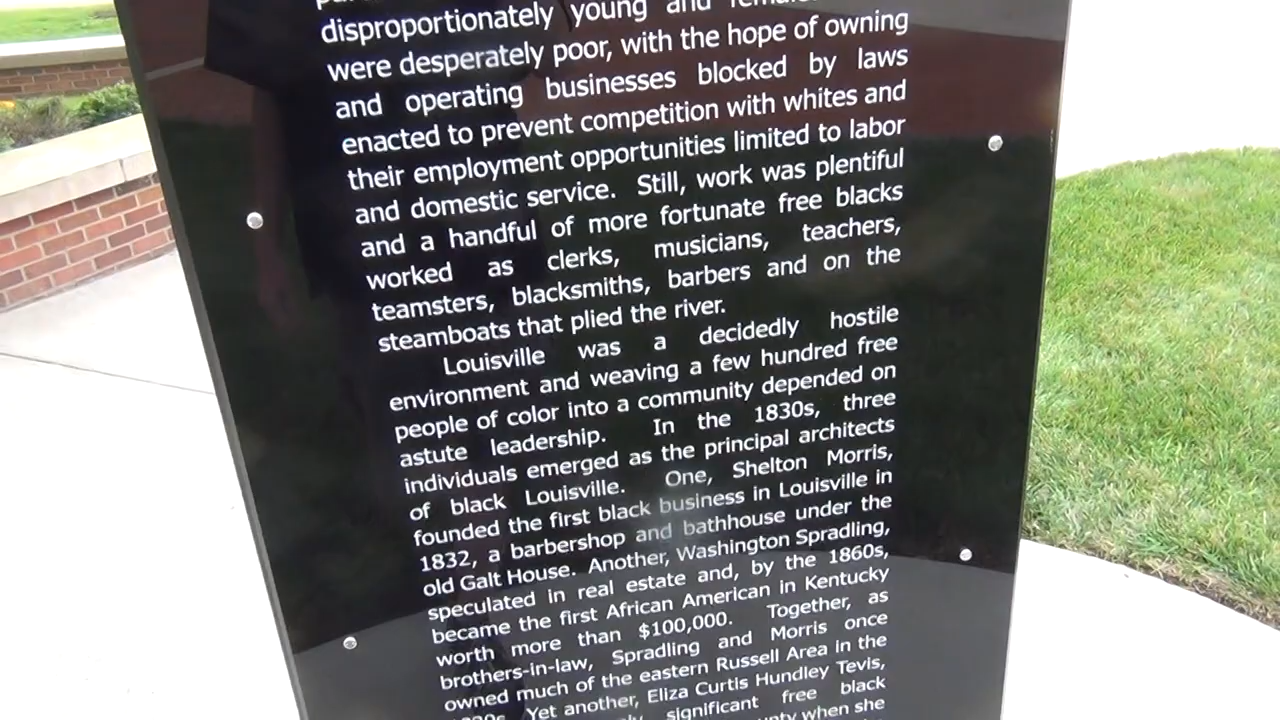 disproportionately young and
were desperately poor, with the hope of owning
and operating businesses blocked by laws
enacted to prevent competition with whites and
their employment opportunities limited to labor
and domestic service. Still, work was plentiful
and a handful of more fortunate free blacks
worked as clerks, musicians, teachers,
teamsters, blacksmiths, barbers and on the
steamboats that plied the river.
Louisville was a decidedly hostile
environment and weaving a few hundred free
people of color into a community depended on
astute leadership. In the 1830s, three
individuals emerged as the principal architects
of black Louisville. One, Shelton Morris,
founded the first black business in Louisville in
1832, a barbershop and bathhouse under the
old Galt House. Another, Washington Spradling,
speculated in real estate and, by the 1860s,
became the first African American in Kentucky
worth more than $100,000. Together, as
brothers-in-law, Spradling and Morris once
owned much of the eastern Russell Area in the
Yet another, Eliza Curtis Hundley Tevis,
significant free black
when she